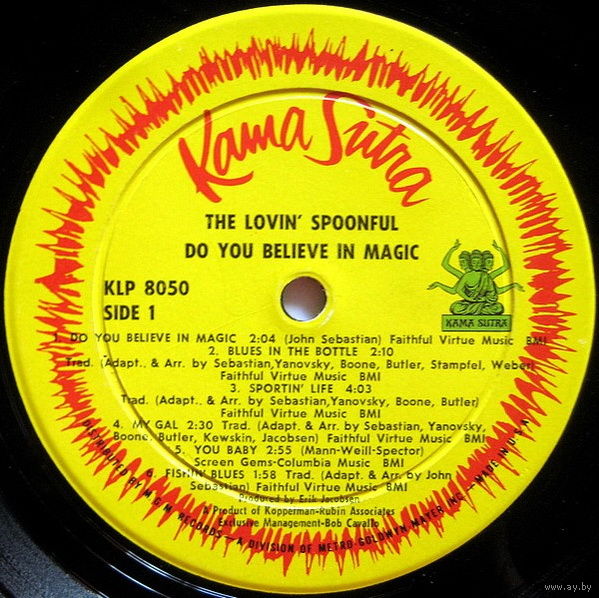 Kama Sutra
THE LOVIN' SPOONFUL
DO YOU BELIEVE IN MAGIC
KLP 8050
SIDE 1
KAMA SUTRA
1. DO YOU BELIEVE IN MAGIC 2:04 (John Sebastian) Faithful Virtue Music BMI
2. BLUES IN THE BOTTLE 2:10
Trad. (Adapt. & Arr. by Sebastian, Yanovsky, Boone, Butler, Stampfel, Weber)
Faithful Virtue Music BMI
3. SPORTIN' LIFE 4:03
Trad. (Adapt. & Arr. by Sebastian, Yanovsky, Boone, Butler)
Faithful Virtue Music BMI
4. MY GAL 2:30 Trad. (Adapt. & Arr. by Sebastian, Yanovsky,
Boone, Butler, Kewskin, Jacobsen) Faithful Virtue Music BMI
5. YOU BABY 2:55 (Mann-Weill-Spector)
Screen Gems-Columbia Music BMI
6. FISHIN' BLUES 1:58 Trad. (Adapt. & Arr. by John
Sebastian) Faithful Virtue Music BMI
Produced by Erik Jacobsen
A Product of Kopperman-Rubin Associates
Exclusive Management-Bob Cavallo
DISTRIBUTED BY M.G.M. RECORDS — A DIVISION OF METRO-GOLDWYN-MAYER INC. — MADE IN U.S.A.
www.ay.by